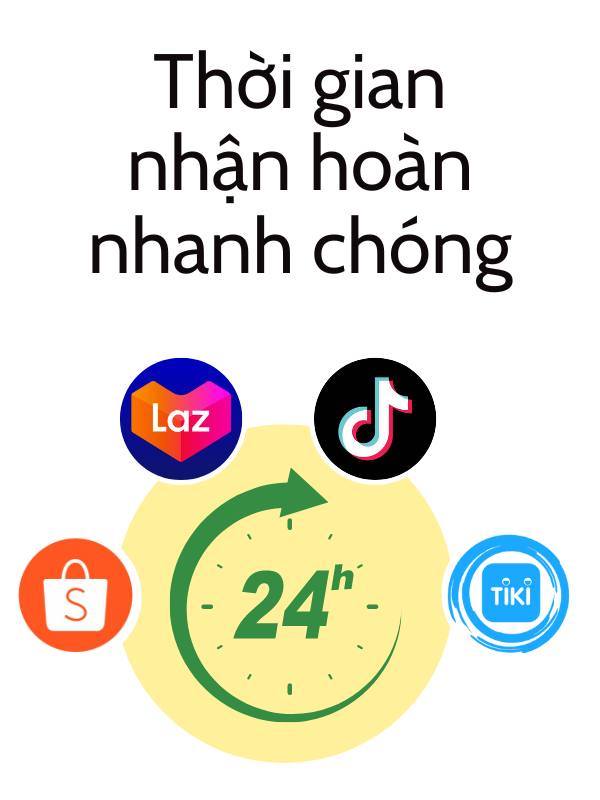 Thời gian
nhận hoàn
nhanh chóng
Laz
S
TIKI
24h